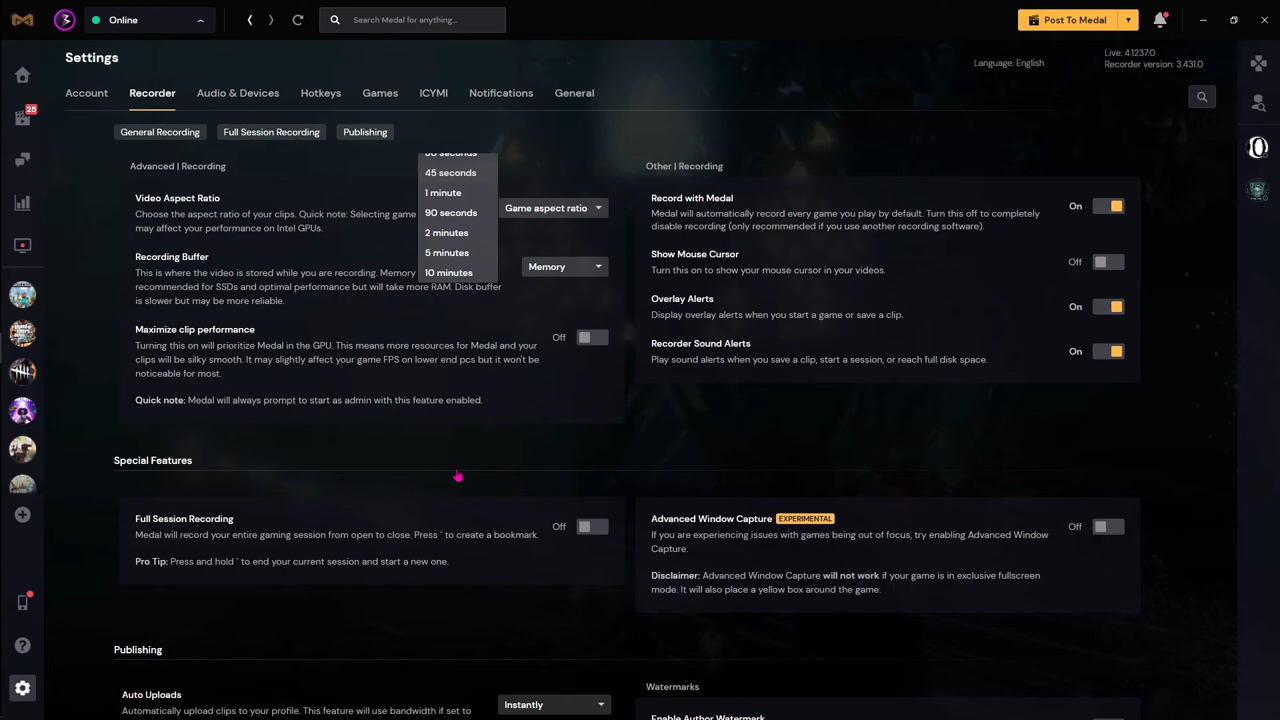 Online
Search Medal for anything...
Post To Medal
Settings
Language: English
Live: 4.1237.0
Recorder version: 3.431.0
Account
Recorder
Audio & Devices
Hotkeys
Games
ICYMI
Notifications
General
25
General Recording
Full Session Recording
Publishing
Advanced | Recording
45 seconds
1 minute
90 seconds
2 minutes
5 minutes
10 minutes
Video Aspect Ratio
Choose the aspect ratio of your clips. Quick note: Selecting game
may affect your performance on Intel GPUs.
Game aspect ratio
Recording Buffer
This is where the video is stored while you are recording. Memory
recommended for SSDs and optimal performance but will take more RAM. Disk buffer
is slower but may be more reliable.
Memory
Maximize clip performance
Turning this on will prioritize Medal in the GPU. This means more resources for Medal and your
clips will be silky smooth. It may slightly affect your game FPS on lower end pcs but it won't be
noticeable for most.
Off
Quick note: Medal will always prompt to start as admin with this feature enabled.
Other | Recording
Record with Medal
Medal will automatically record every game you play by default. Turn this off to completely
disable recording (only recommended if you use another recording software).
On
Show Mouse Cursor
Turn this on to show your mouse cursor in your videos.
Off
Overlay Alerts
Display overlay alerts when you start a game or save a clip.
On
Recorder Sound Alerts
Play sound alerts when you save a clip, start a session, or reach full disk space.
On
Special Features
Full Session Recording
Medal will record your entire gaming session from open to close. Press ` to create a bookmark.
Off
Pro Tip: Press and hold ` to end your current session and start a new one.
Advanced Window Capture EXPERIMENTAL
If you are experiencing issues with games being out of focus, try enabling Advanced Window
Capture.
Off
Disclaimer: Advanced Window Capture will not work if your game is in exclusive fullscreen
mode. It will also place a yellow box around the game.
Publishing
Auto Uploads
Automatically upload clips to your profile. This feature will use bandwidth if set to
Instantly
Watermarks
Enable Author Watermark